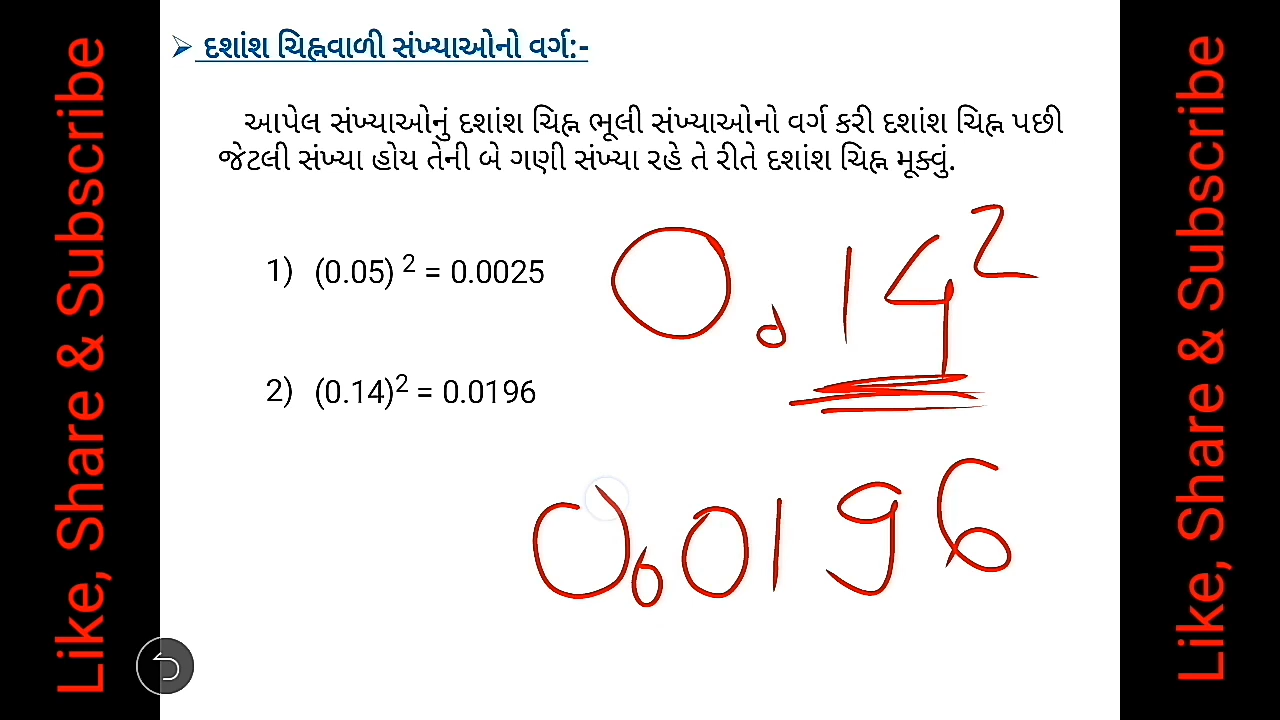 Like, Share & Subscribe
➢ દશાંશ ચિહ્નવાળી સંખ્યાઓનો વર્ગ:-
આપેલ સંખ્યાઓનું દશાંશ ચિહ્ન ભૂલી સંખ્યાઓનો વર્ગ કરી દશાંશ ચિહ્ન પછી
જેટલી સંખ્યા હોય તેની બે ગણી સંખ્યા રહે તે રીતે દશાંશ ચિહ્ન મૂકવું.
1) (0.05)² = 0.0025
0.14²
2) (0.14)² = 0.0196
0.0196
Like, Share & Subscribe